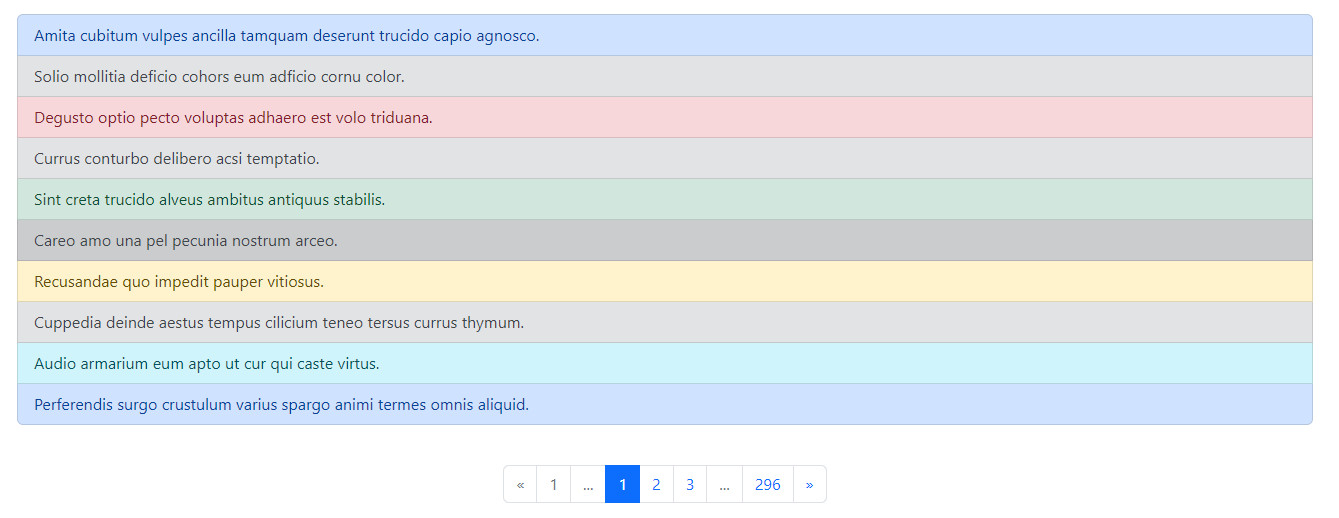 Amita cubitum vulpes ancilla tamquam deserunt trucido capio agnosco.
Solio mollitia deficio cohors eum adficio cornu color.
Degusto optio pecto voluptas adhaero est volo triduana.
Currus conturbo delibero acsi temptatio.
Sint creta trucido alveus ambitus antiquus stabilis.
Careo amo una pel pecunia nostrum arceo.
Recusandae quo impedit pauper vitiosus.
Cuppedia deinde aestus tempus cilicium teneo tersus currus thymum.
Audio armarium eum apto ut cur qui caste virtus.
Perferendis surgo crustulum varius spargo animi termes omnis aliquid.
« 1 ... 1 2 3 ... 296 »